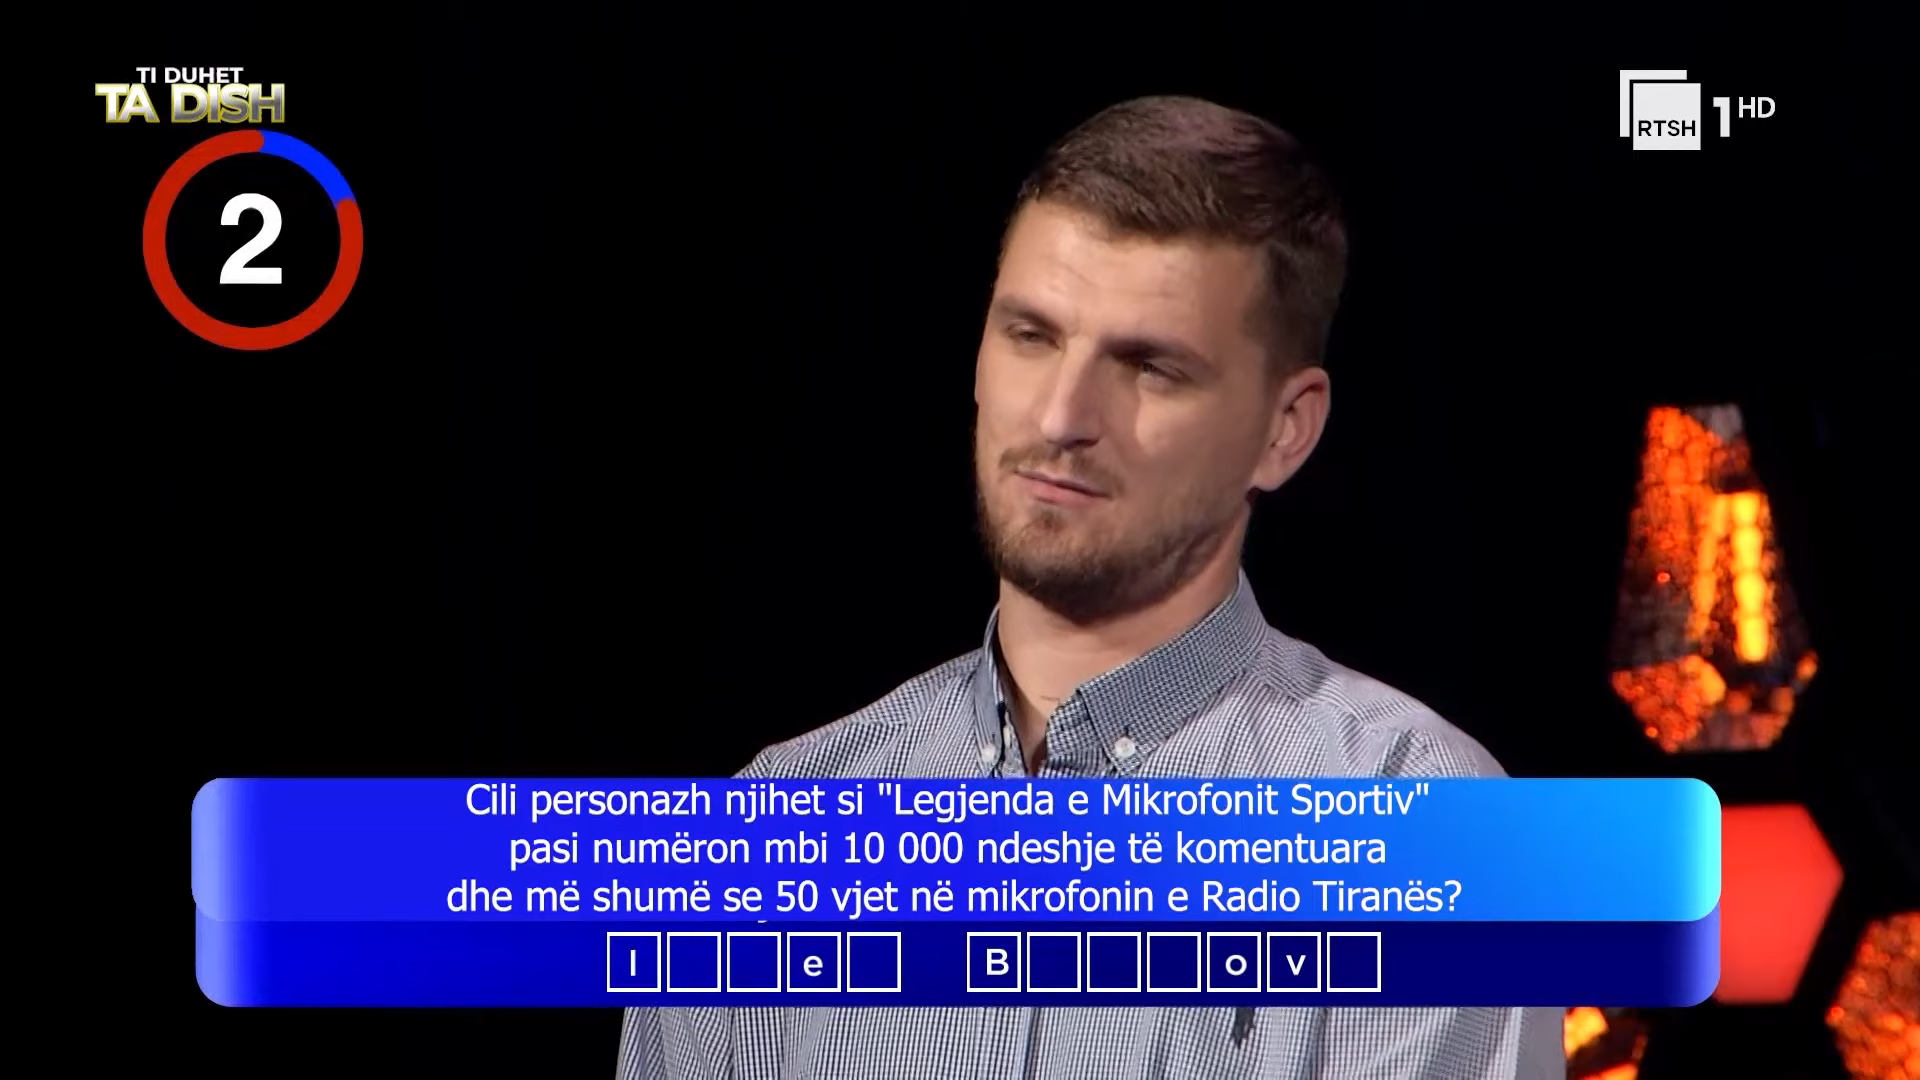 TI DUHET
TA DISH
RTSH 1 HD
2
Cili personazh njihet si "Legjenda e Mikrofonit Sportiv"
pasi numëron mbi 10 000 ndeshje të komentuara
dhe më shumë se 50 vjet në mikrofonin e Radio Tiranës?
I e B o v